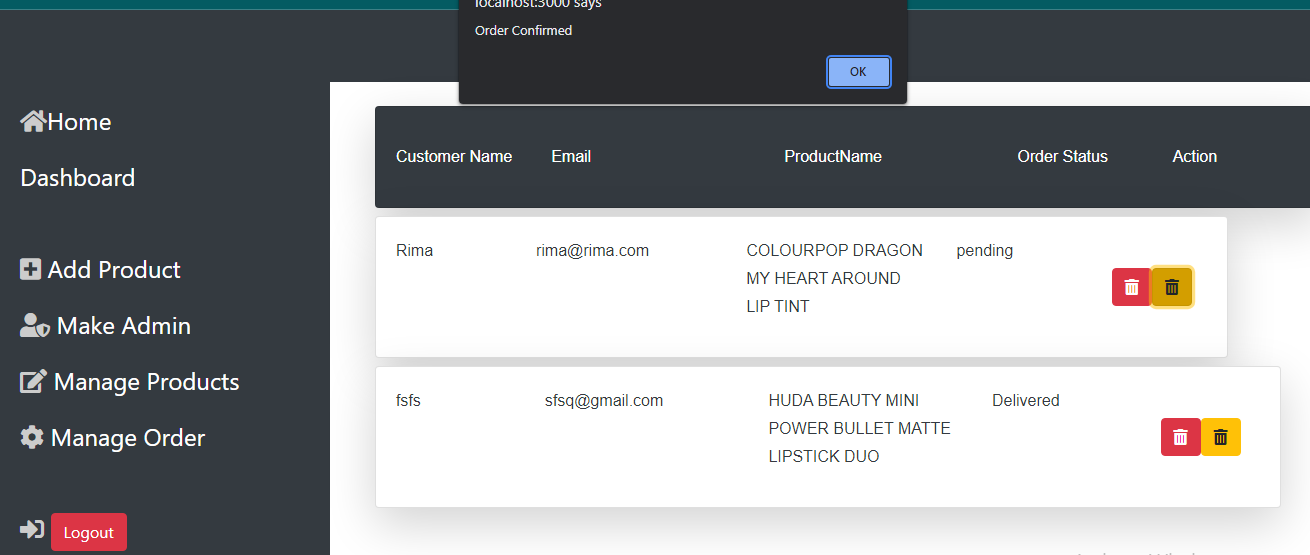 localhost:3000 says
Order Confirmed
OK
Home
Dashboard
Add Product
Make Admin
Manage Products
Manage Order
Logout
Customer Name Email ProductName Order Status Action
Rima rima@rima.com COLOURPOP DRAGON pending
MY HEART AROUND
LIP TINT
fsfs sfsq@gmail.com HUDA BEAUTY MINI Delivered
POWER BULLET MATTE
LIPSTICK DUO